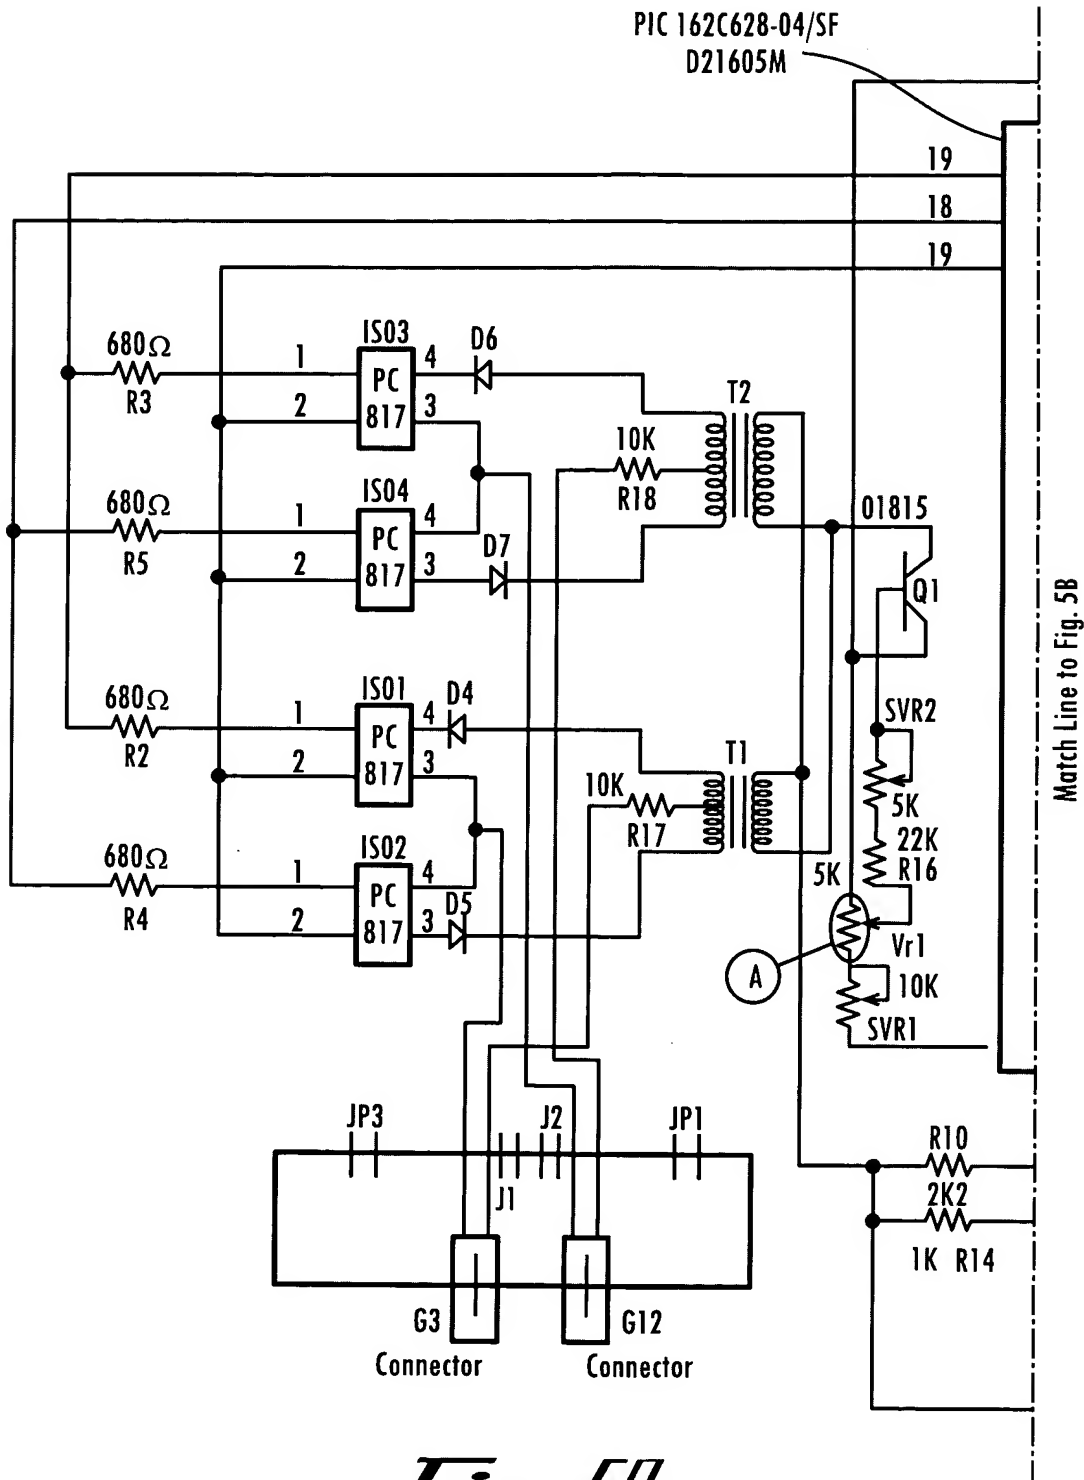 PIC 162C628-04/SF
D21605M
19
18
19
680Ω
R3
1
2
IS03
PC
817
4
3
D6
T2
10K
R18
680Ω
R5
1
2
IS04
PC
817
4
3
D7
01815
Q1
680Ω
R2
1
2
IS01
PC
817
4
3
D4
T1
10K
R17
SVR2
5K
22K
R16
5K
Vr1
A
10K
SVR1
680Ω
R4
1
2
IS02
PC
817
4
3
D5
Match Line to Fig. 5B
JP3
J2
JP1
J1
R10
2K2
1K R14
G3
G12
Connector
Connector